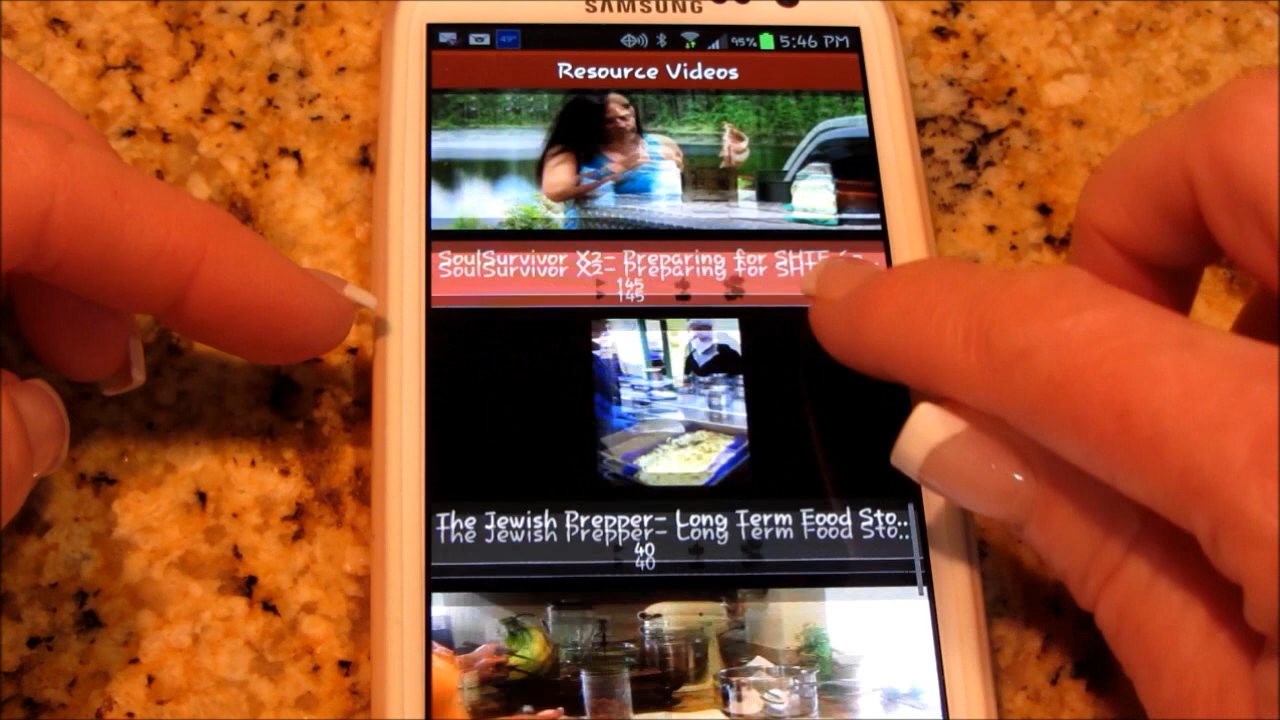 SAMSUNG
49° 95% 5:46 PM
Resource Videos
SoulSurvivor X2- Preparing for SHTF
SoulSurvivor X2- Preparing for
145
145
The Jewish Prepper- Long Term Food Sto..
The Jewish Prepper- Long Term Food Sto..
40
40